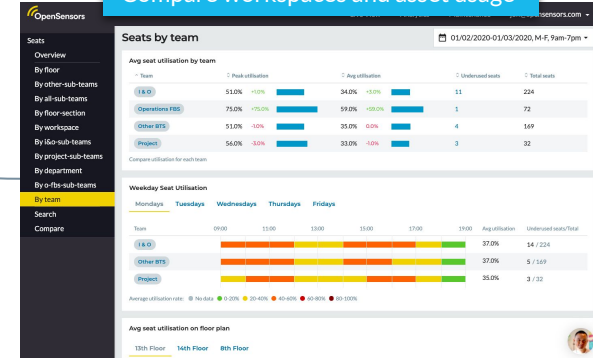 Compare workspaces and asset usage
OpenSensors
Seats
Overview
By floor
By other-sub-teams
By all-sub-teams
By floor-section
By workspace
By i&o-sub-teams
By project-sub-teams
By department
By o-fbs-sub-teams
By team
Search
Compare
Seats by team
01/02/2020-01/03/2020, M-F, 9am-7pm
Avg seat utilisation by team
Team Peak utilisation Avg utilisation Underused seats Total seats
I & O 51.0% +1.0% 34.0% +3.0% 11 224
Operations FBS 75.0% +75.0% 59.0% +59.0% 1 72
Other BTS 51.0% -1.0% 35.0% 0.0% 4 169
Project 56.0% -3.0% 33.0% -1.0% 3 32
Compare utilisation for each team
Weekday Seat Utilisation
Mondays Tuesdays Wednesdays Thursdays Fridays
Team 09:00 11:00 13:00 15:00 17:00 19:00 Avg utilisation Underused seats/Total
I & O 37.0% 14 / 224
Other BTS 37.0% 5 / 169
Project 35.0% 3 / 32
Average utilisation rate: No data 0-20% 20-40% 40-60% 60-80% 80-100%
Avg seat utilisation on floor plan
13th Floor 14th Floor 8th Floor